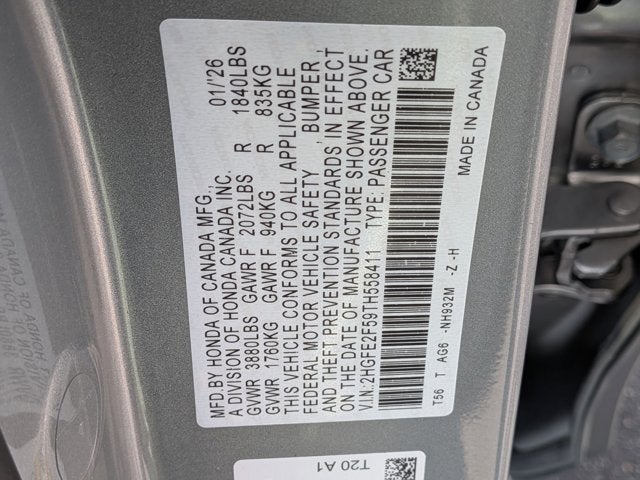 MFD.BY HONDA OF CANADA MFG., 01/'26
A DIVISION OF HONDA CANADA INC.
GVWR 3880LBS GAWR F 2072LBS R 1840LBS
GVWR 1760KG GAWR F 940KG R 835KG
THIS VEHICLE CONFORMS TO ALL APPLICABLE
FEDERAL MOTOR VEHICLE SAFETY , BUMPER ,
AND THEFT PREVENTION STANDARDS , IN EFFECT
ON THE DATE OF MANUFACTURE SHOWN ABOVE.
V.I.N.:2HGFE2F59TH558411 TYPE: PASSENGER CAR
T56 T AG6 -NH932M -Z -H
MADE IN CANADA
T20 A1